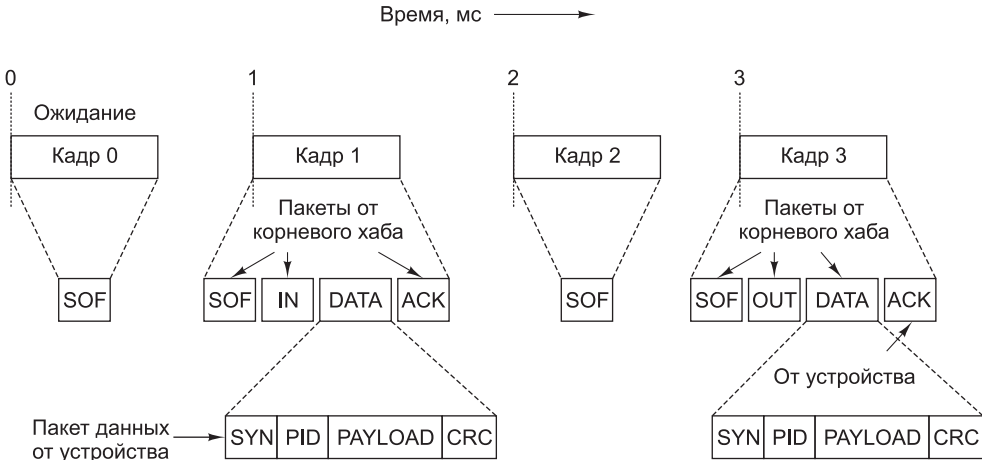 Время, мс
0 1 2 3
Ожидание
Кадр 0 Кадр 1 Кадр 2 Кадр 3
Пакеты от
корневого хаба
Пакеты от
корневого хаба
SOF SOF IN DATA ACK SOF SOF OUT DATA ACK
От устройства
Пакет данных
от устройства
SYN PID PAYLOAD CRC SYN PID PAYLOAD CRC